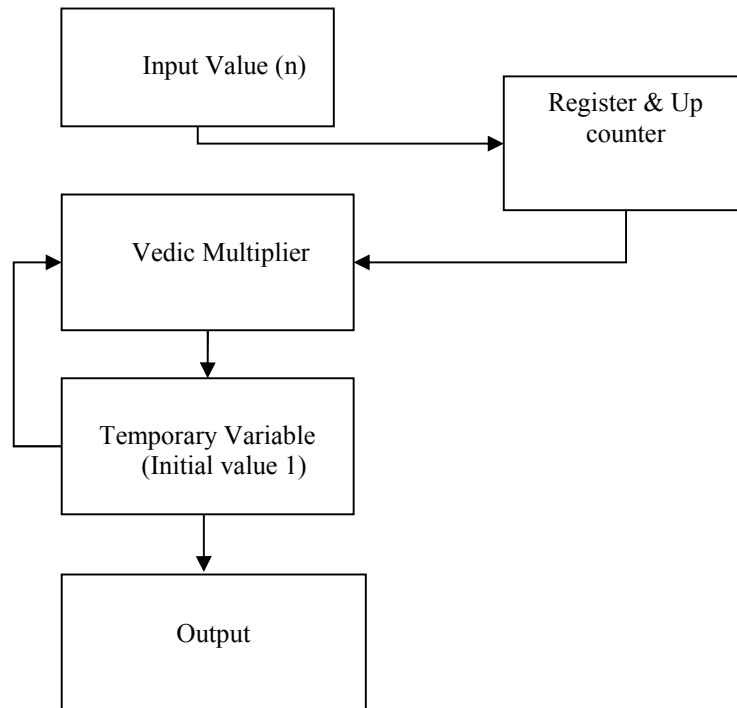 Input Value (n)
Register & Up
counter
Vedic Multiplier
Temporary Variable
(Initial value 1)
Output